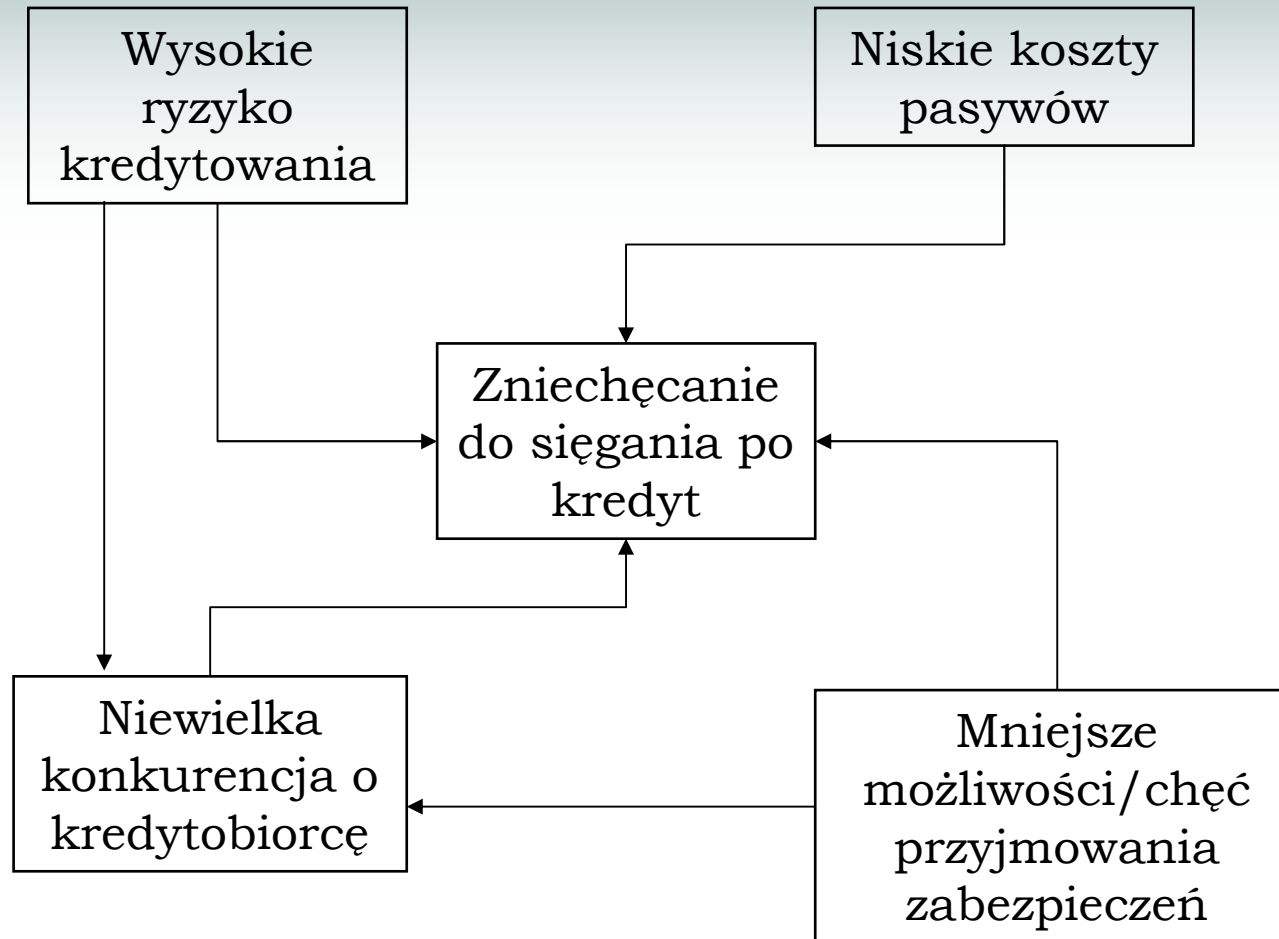 Wysokie
ryzyko
kredytowania
Niskie koszty
pasywów
Zniechęcanie
do sięgania po
kredyt
Niewielka
konkurencja o
kredytobiorcę
Mniejsze
możliwości/chęć
przyjmowania
zabezpieczeń